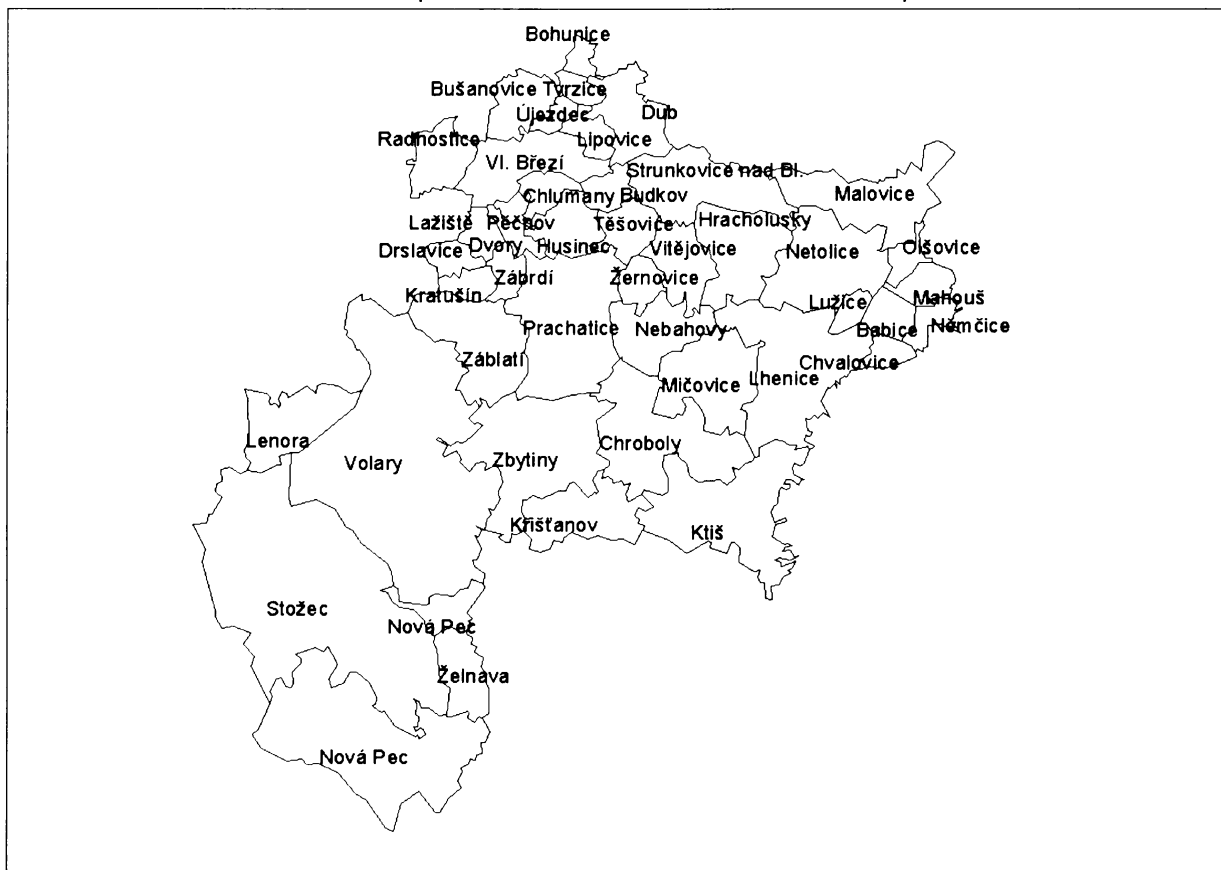 Bohunice
Bušanovice Tvrzice
Újezdec
Dub
Radhostice
Lipovice
Vl. Březí
Strunkovice nad Bl.
Chlumany
Budkov
Malovice
Lažiště
Pěčnov
Těšovice
Hracholusky
Drslavice
Dvory
Husinec
Vitějovice
Netolice
Olšovice
Zábrdí
Žernovice
Kratušín
Lužice
Mahouš
Prachatice
Nebahovy
Babice
Němčice
Záblatí
Mičovice
Lhenice
Chvalovice
Lenora
Volary
Zbytiny
Chroboly
Křišťanov
Ktiš
Stožec
Nová Pec
Želnava
Nová Pec